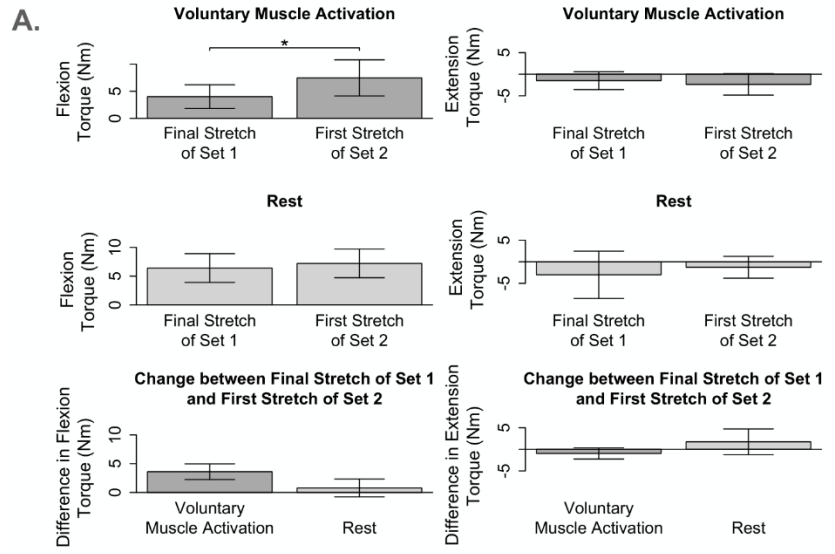 A.
Voluntary Muscle Activation
Flexion
Torque (Nm)
0 5
*
Final Stretch
of Set 1
First Stretch
of Set 2
Voluntary Muscle Activation
Extension
Torque (Nm)
-5 5
Final Stretch
of Set 1
First Stretch
of Set 2
Rest
Flexion
Torque (Nm)
0 5 10
Final Stretch
of Set 1
First Stretch
of Set 2
Rest
Extension
Torque (Nm)
-5 5
Final Stretch
of Set 1
First Stretch
of Set 2
Change between Final Stretch of Set 1
and First Stretch of Set 2
Difference in Flexion
Torque (Nm)
0 5 10
Voluntary
Muscle Activation
Rest
Change between Final Stretch of Set 1
and First Stretch of Set 2
Difference in Extension
Torque (Nm)
-5 5
Voluntary
Muscle Activation
Rest